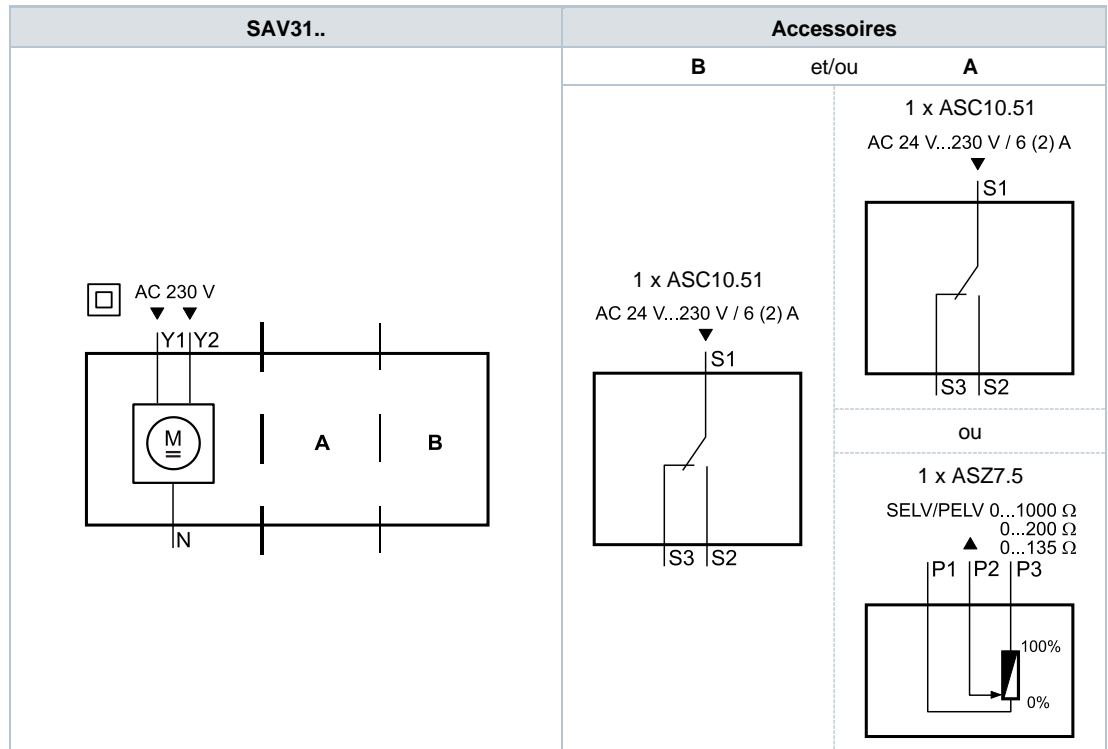 SAV31..
Accessoires
B et/ou A
AC 230 V
Y1 Y2
M
A
B
N
1 x ASC10.51
AC 24 V...230 V / 6 (2) A
S1
S3 S2
1 x ASC10.51
AC 24 V...230 V / 6 (2) A
S1
S3 S2
ou
1 x ASZ7.5
SELV/PELV 0...1000 Ω
0...200 Ω
0...135 Ω
P1 P2 P3
100%
0%